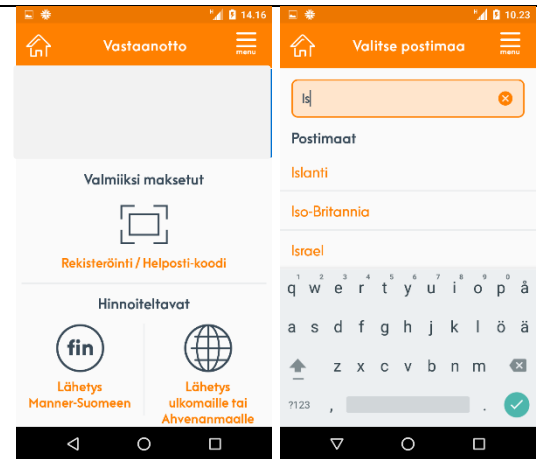 14.16
Vastaanotto
menu
Valmiiksi maksetut
Rekisteröinti / Helposti-koodi
Hinnoiteltavat
fin
Lähetys
Manner-Suomeen
Lähetys
ulkomaille tai
Ahvenanmaalle
10.23
Valitse postimaa
menu
Is
Postimaat
Islanti
Iso-Britannia
Israel
1 2 3 4 5 6 7 8 9 0
q w e r t y u i o p å
a s d f g h j k l ö ä
z x c v b n m
?123 , .